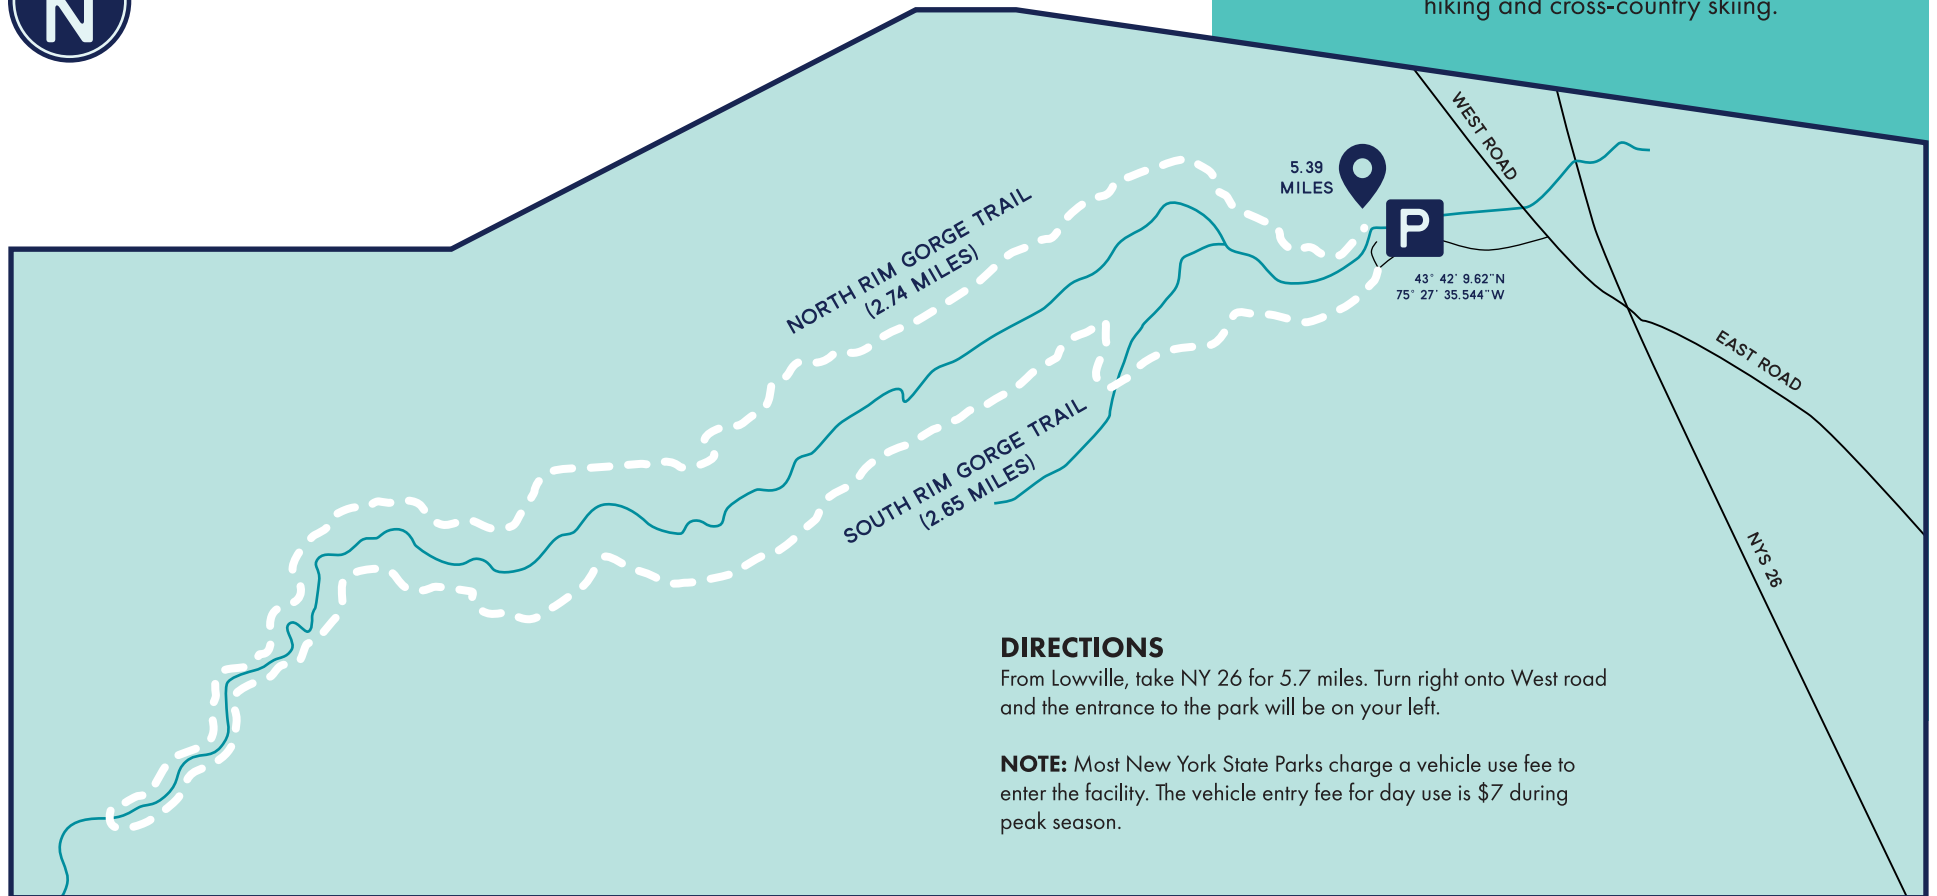 N
hiking and cross-country skiing.
WEST ROAD
5.39
MILES
P
NORTH RIM GORGE TRAIL
(2.74 MILES)
43° 42' 9.62"N
75° 27' 35.544"W
EAST ROAD
SOUTH RIM GORGE TRAIL
(2.65 MILES)
NYS 26
DIRECTIONS
From Lowville, take NY 26 for 5.7 miles. Turn right onto West road
and the entrance to the park will be on your left.
NOTE: Most New York State Parks charge a vehicle use fee to
enter the facility. The vehicle entry fee for day use is $7 during
peak season.